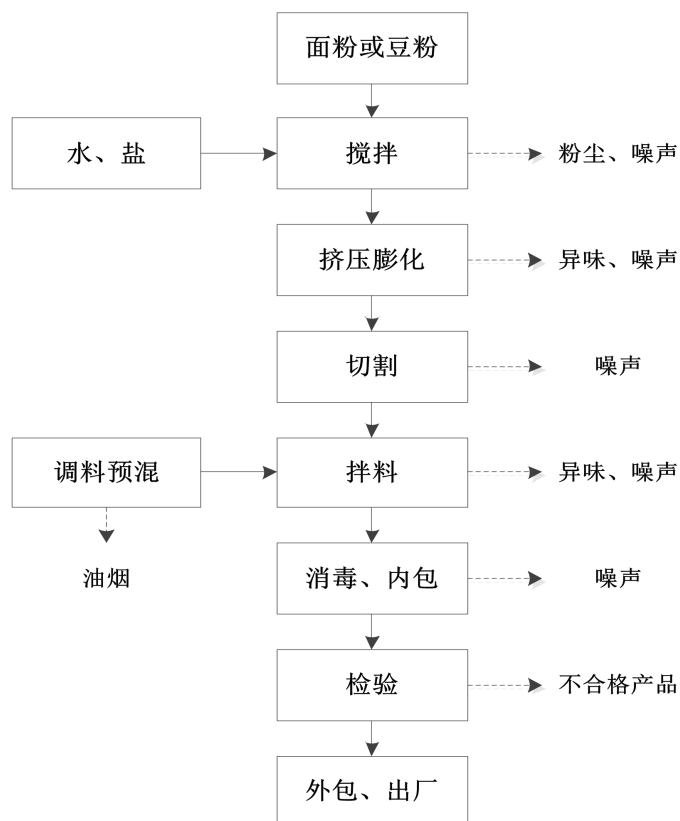 面粉或豆粉
水、盐
搅拌
粉尘、噪声
挤压膨化
异味、噪声
切割
噪声
调料预混
拌料
异味、噪声
油烟
消毒、内包
噪声
检验
不合格产品
外包、出厂